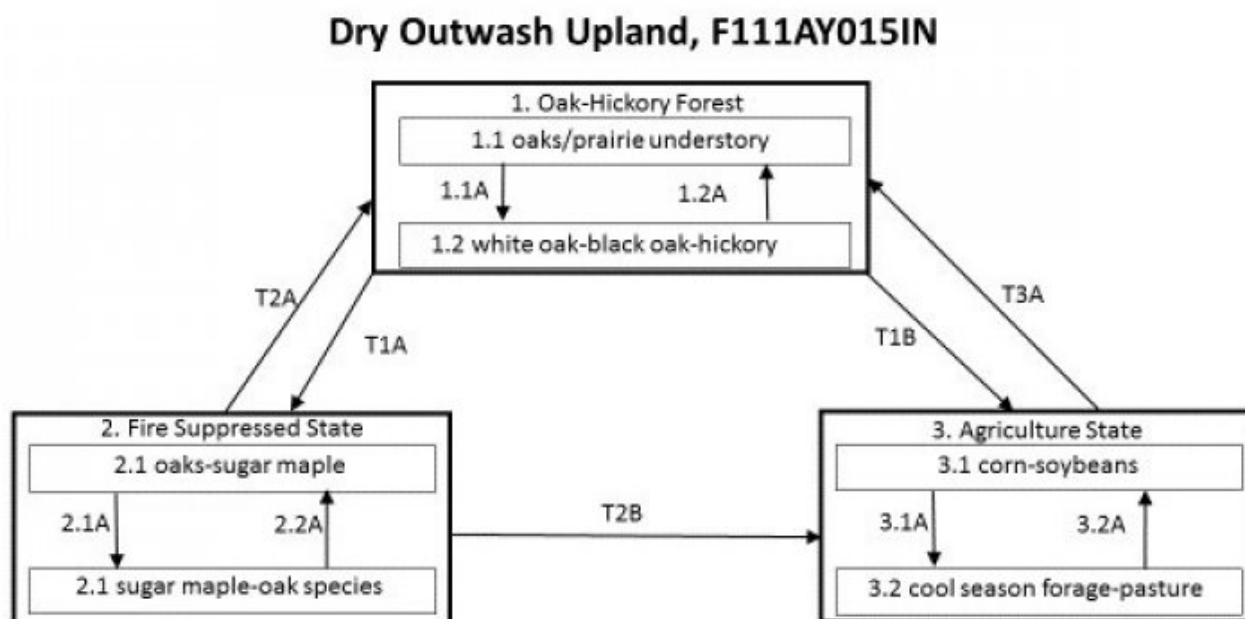 Dry Outwash Upland, F111AY015IN
1. Oak-Hickory Forest
1.1 oaks/prairie understory
1.1A
1.2A
1.2 white oak-black oak-hickory
T2A
T1A
T1B
T3A
2. Fire Suppressed State
2.1 oaks-sugar maple
2.1A
2.2A
2.1 sugar maple-oak species
T2B
3. Agriculture State
3.1 corn-soybeans
3.1A
3.2A
3.2 cool season forage-pasture